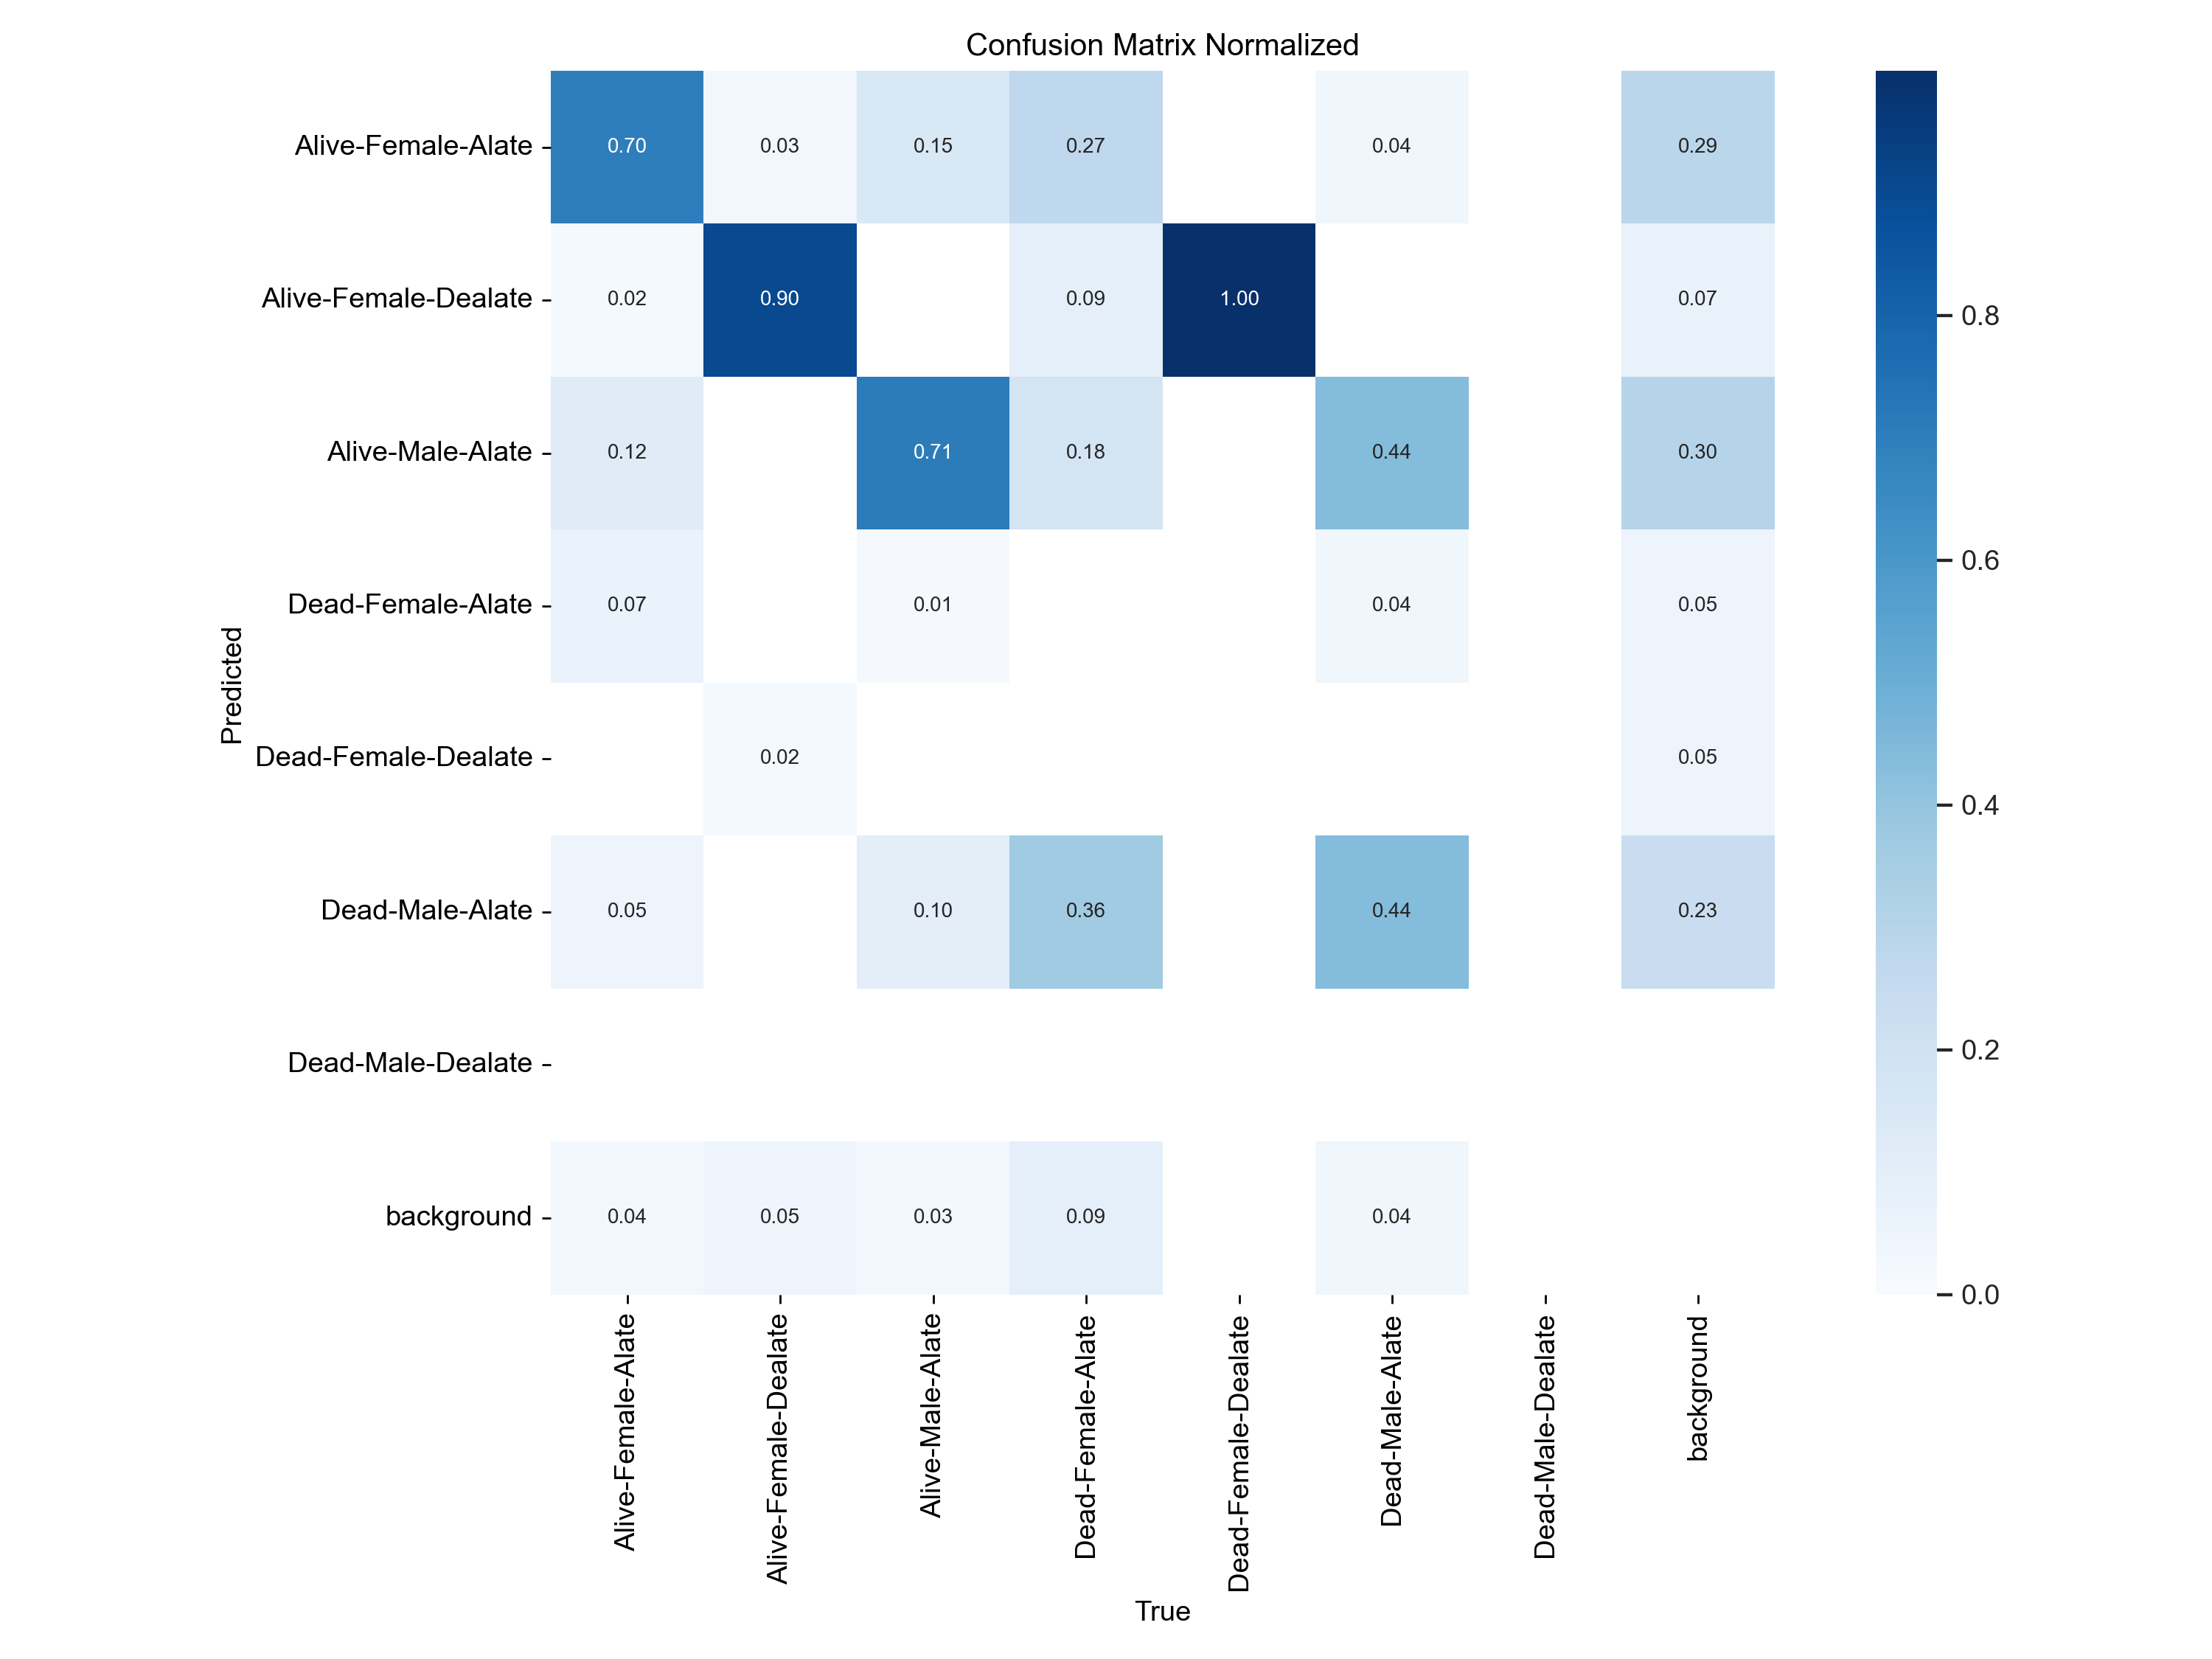 Confusion Matrix Normalized
Alive-Female-Alate 0.70 0.03 0.15 0.27 0.04 0.29
Alive-Female-Dealate 0.02 0.90 0.09 1.00 0.07
Alive-Male-Alate 0.12 0.71 0.18 0.44 0.30
Dead-Female-Alate 0.07 0.01 0.04 0.05
Dead-Female-Dealate 0.02 0.05
Dead-Male-Alate 0.05 0.10 0.36 0.44 0.23
Dead-Male-Dealate
background 0.04 0.05 0.03 0.09 0.04
Predicted
Alive-Female-Alate
Alive-Female-Dealate
Alive-Male-Alate
Dead-Female-Alate
Dead-Female-Dealate
Dead-Male-Alate
Dead-Male-Dealate
background
True
0.8
0.6
0.4
0.2
0.0